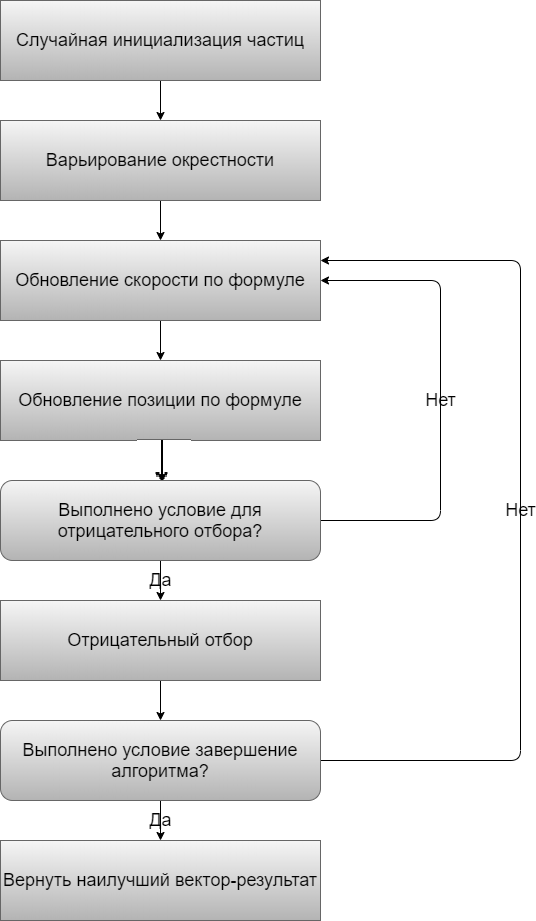 Случайная инициализация частиц
Варьирование окрестности
Обновление скорости по формуле
Обновление позиции по формуле
Нет
Выполнено условие для
отрицательного отбора?
Нет
Да
Отрицательный отбор
Выполнено условие завершение
алгоритма?
Да
Вернуть наилучший вектор-результат